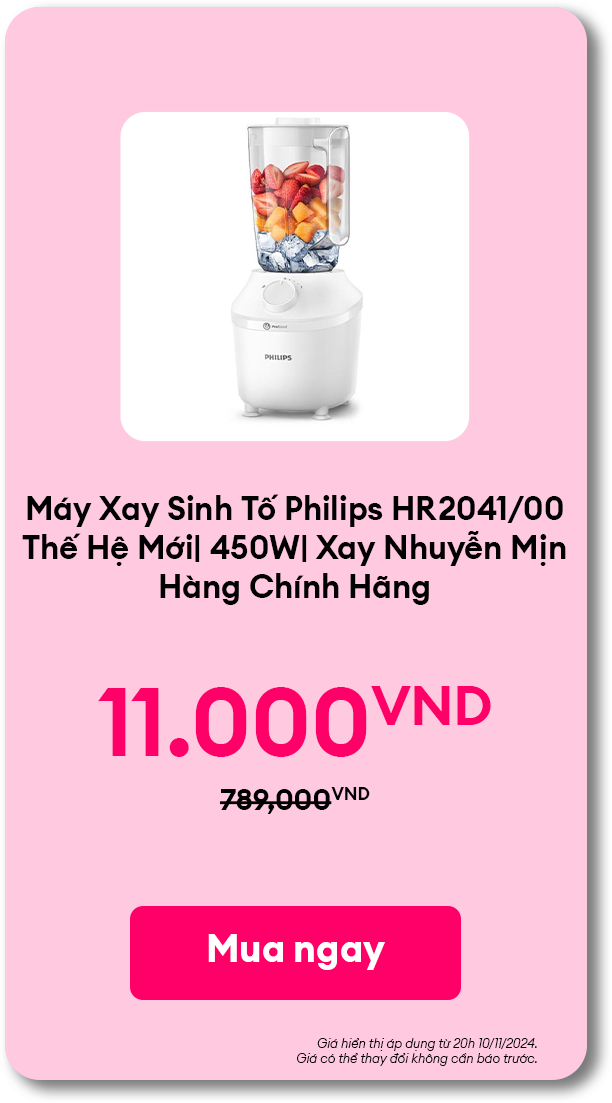 PHILIPS
Máy Xay Sinh Tố Philips HR2041/00
Thế Hệ Mới| 450W| Xay Nhuyễn Mịn
Hàng Chính Hãng
11.000VND
789,000VND
Mua ngay
Giá hiển thị áp dụng từ 20h 10/11/2024.
Giá có thể thay đổi không cần báo trước.